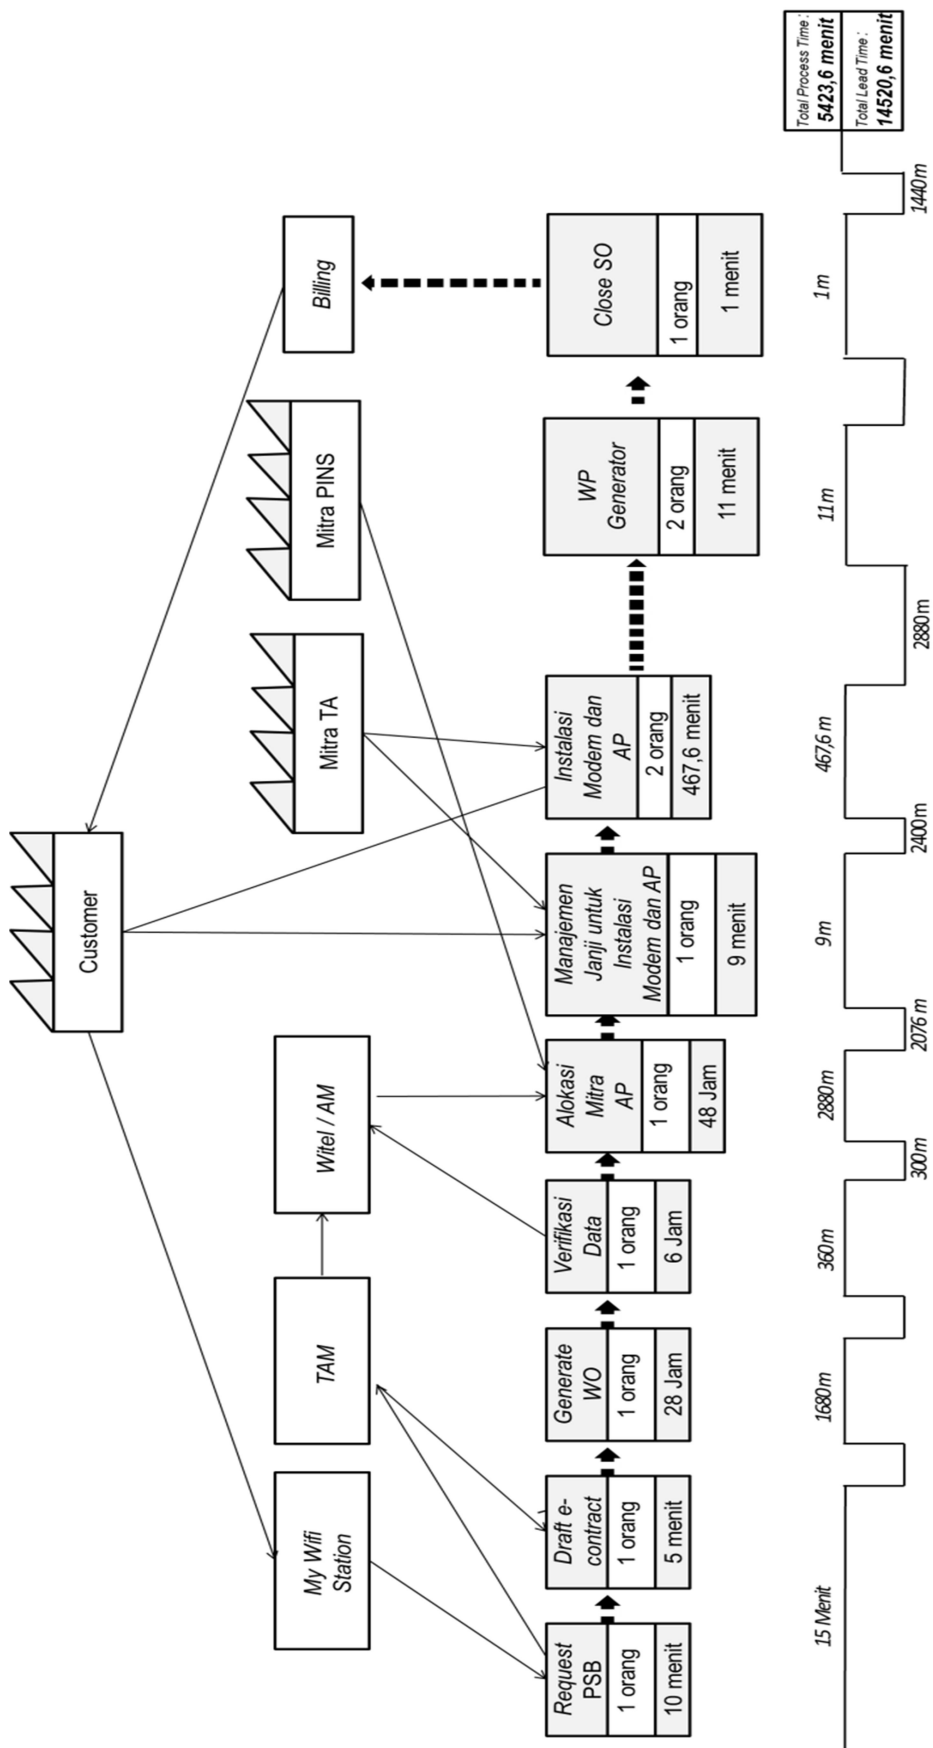 Customer
My Wifi
Station
TAM
Witel / AM
Mitra TA
Mitra PINS
Billing
Request
PSB
1 orang
10 menit
Draft e-
contract
1 orang
5 menit
Generate
WO
1 orang
28 Jam
Verifikasi
Data
1 orang
6 Jam
Alokasi
Mitra
AP
1 orang
48 Jam
Manajemen
Janji untuk
Instalasi
Modem dan AP
1 orang
9 menit
Instalasi
Modem dan
AP
2 orang
467,6 menit
WP
Generator
2 orang
11 menit
Close SO
1 orang
1 menit
15 Menit
1680m
360m
300m
2880m
2076 m
9m
2400m
467,6 m
2880m
11m
1m
1440m
Total Process Time :
5423,6 menit
Total Lead Time :
14520,6 menit